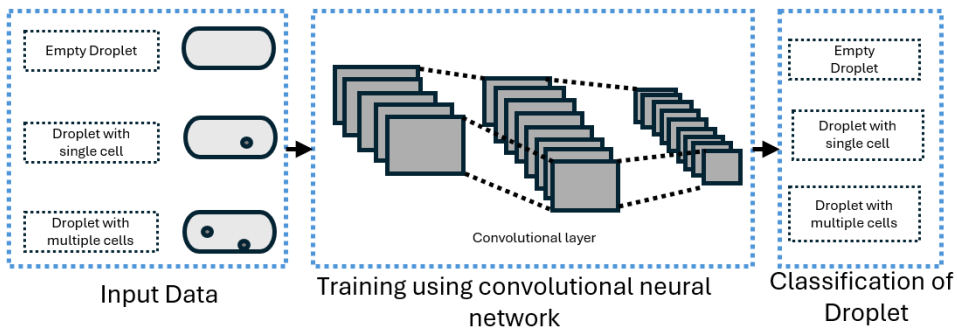 Empty Droplet
Droplet with
single cell
Droplet with
multiple cells
Input Data
Convolutional layer
Training using convolutional neural
network
Empty
Droplet
Droplet with
single cell
Droplet with
multiple cells
Classification of
Droplet